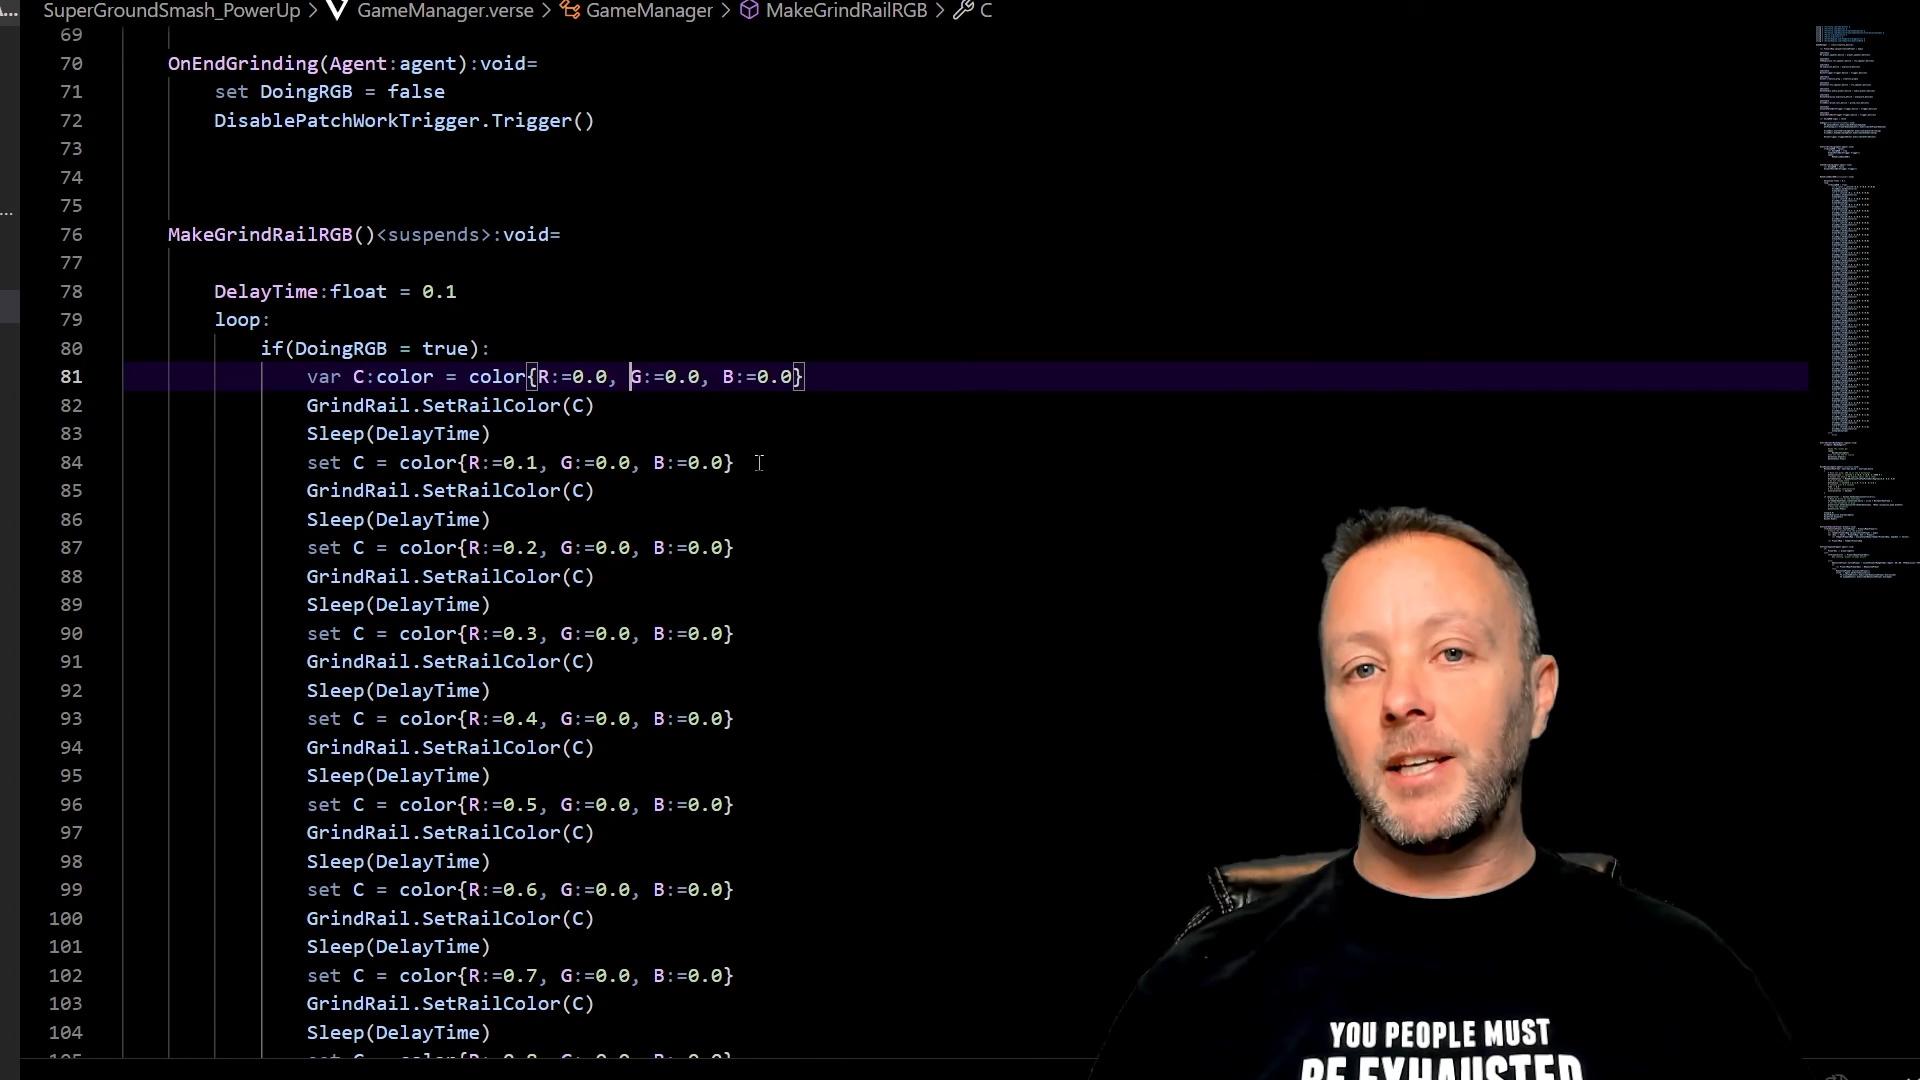 SuperGroundSmash_PowerUp > GameManager.verse > GameManager > MakeGrindRailRGB > C
69
70 OnEndGrinding(Agent:agent):void=
71 set DoingRGB = false
72 DisablePatchWorkTrigger.Trigger()
73
74
75
76 MakeGrindRailRGB()<suspends>:void=
77
78 DelayTime:float = 0.1
79 loop:
80 if(DoingRGB = true):
81 var C:color = color{R:=0.0, G:=0.0, B:=0.0}
82 GrindRail.SetRailColor(C)
83 Sleep(DelayTime)
84 set C = color{R:=0.1, G:=0.0, B:=0.0}
85 GrindRail.SetRailColor(C)
86 Sleep(DelayTime)
87 set C = color{R:=0.2, G:=0.0, B:=0.0}
88 GrindRail.SetRailColor(C)
89 Sleep(DelayTime)
90 set C = color{R:=0.3, G:=0.0, B:=0.0}
91 GrindRail.SetRailColor(C)
92 Sleep(DelayTime)
93 set C = color{R:=0.4, G:=0.0, B:=0.0}
94 GrindRail.SetRailColor(C)
95 Sleep(DelayTime)
96 set C = color{R:=0.5, G:=0.0, B:=0.0}
97 GrindRail.SetRailColor(C)
98 Sleep(DelayTime)
99 set C = color{R:=0.6, G:=0.0, B:=0.0}
100 GrindRail.SetRailColor(C)
101 Sleep(DelayTime)
102 set C = color{R:=0.7, G:=0.0, B:=0.0}
103 GrindRail.SetRailColor(C)
104 Sleep(DelayTime)
YOU PEOPLE MUST
BE EXHAUSTED